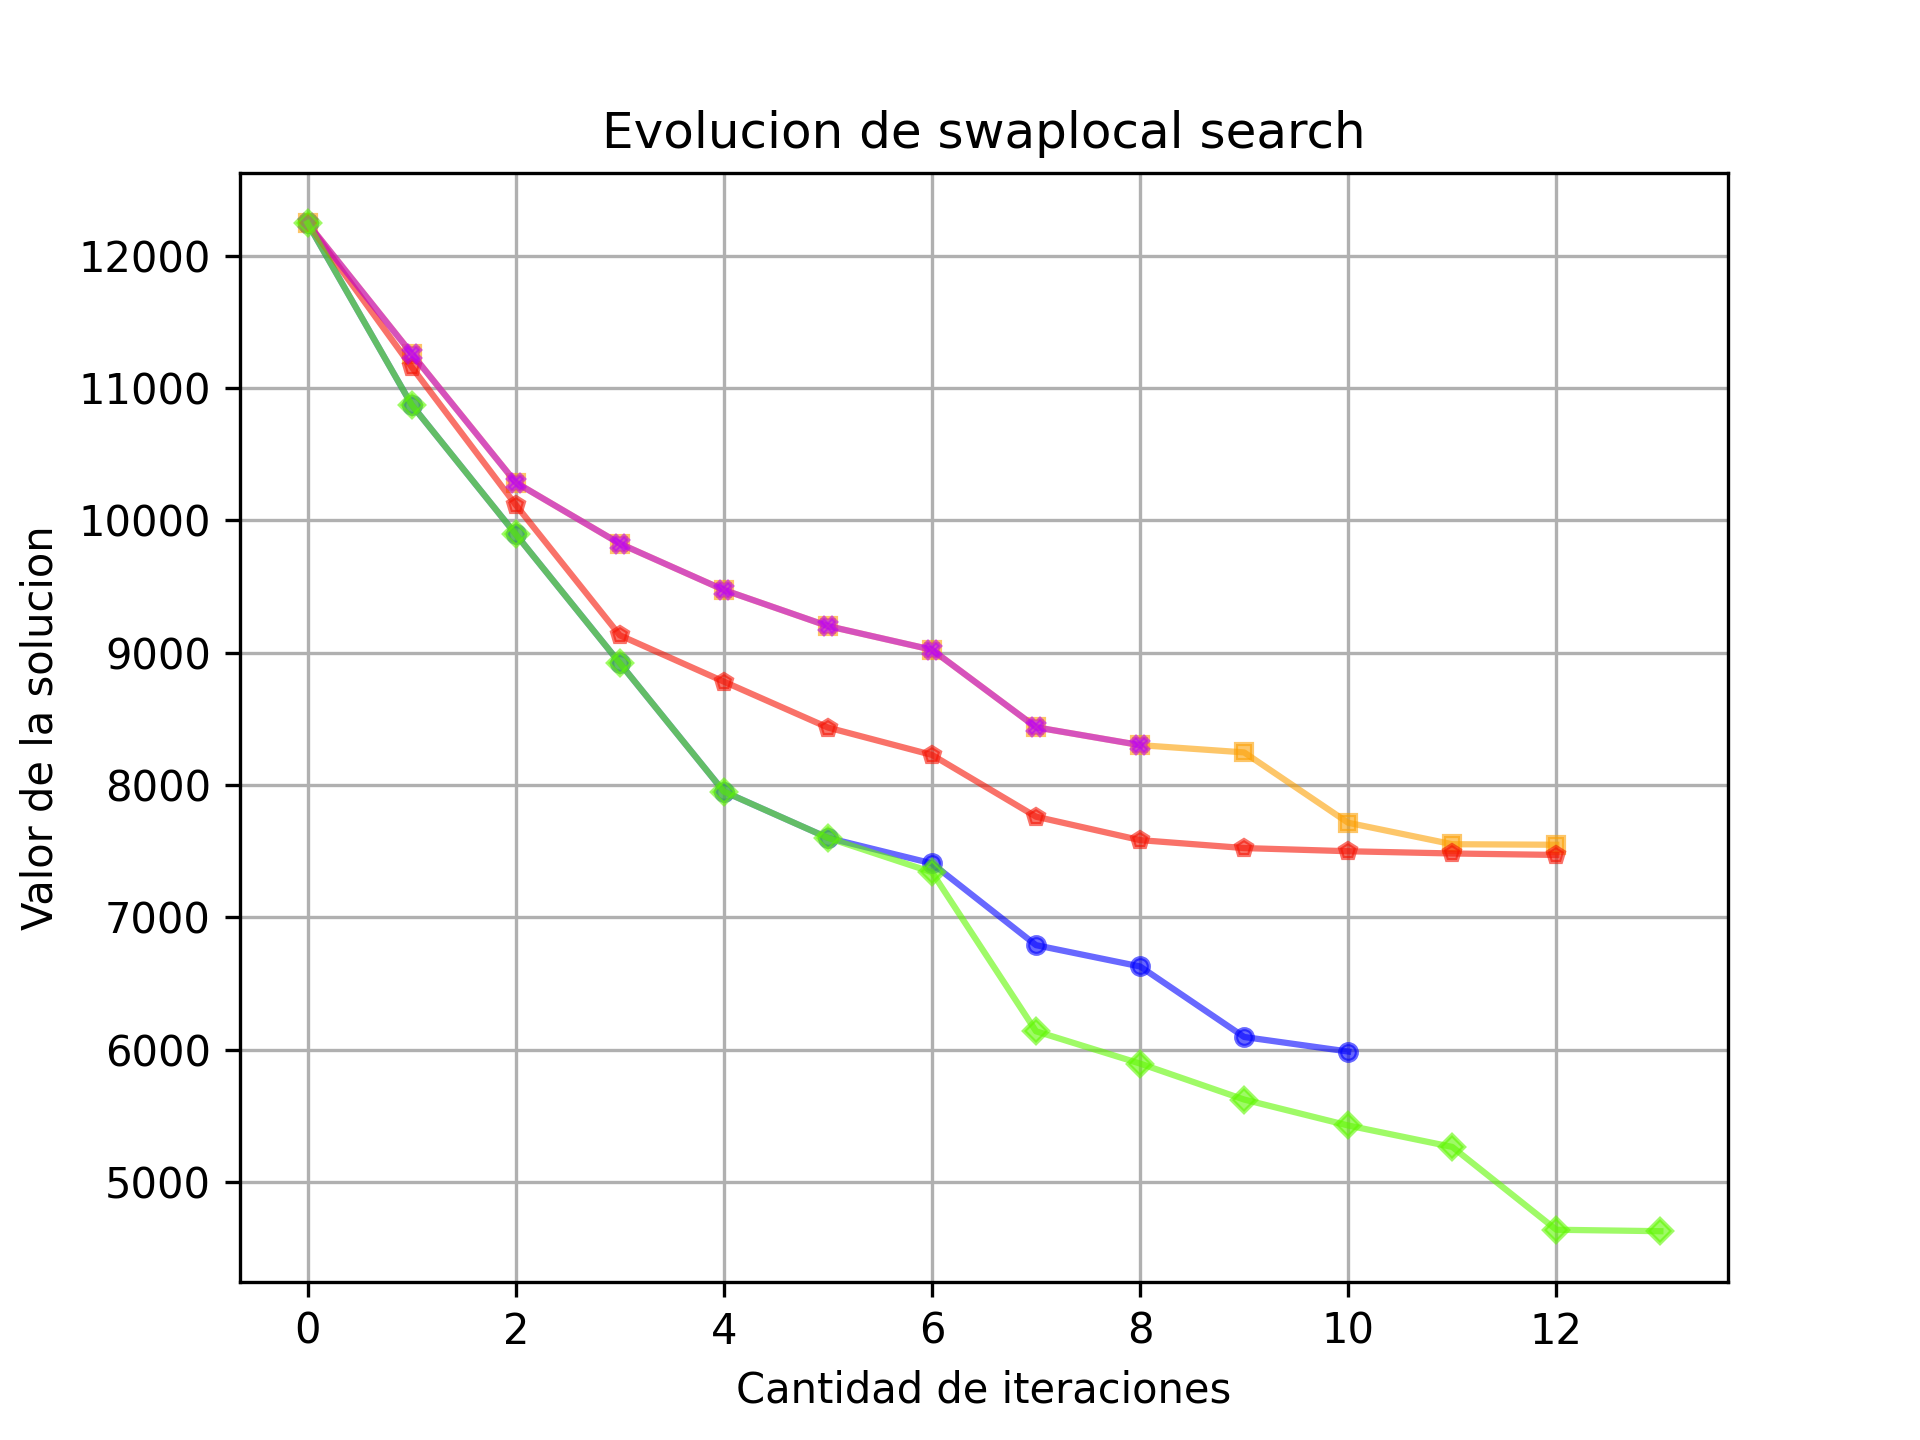 Evolucion de swaplocal search
Valor de la solucion
12000
11000
10000
9000
8000
7000
6000
5000
0 2 4 6 8 10 12
Cantidad de iteraciones